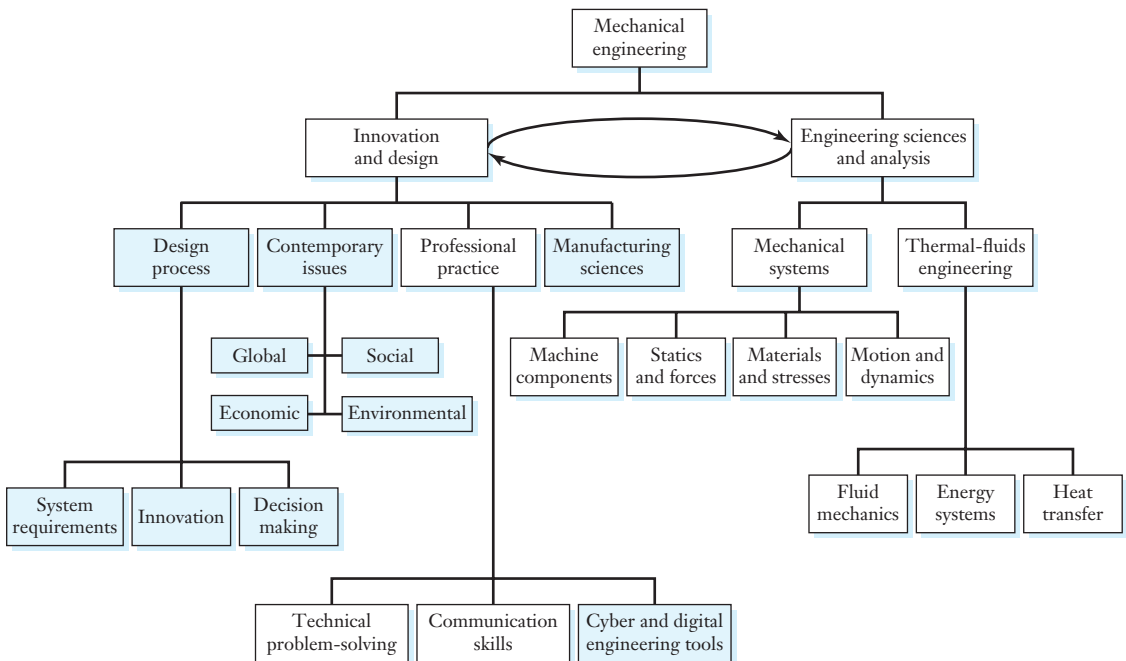 Mechanical
engineering
Innovation
and design
Engineering sciences
and analysis
Design
process
Contemporary
issues
Professional
practice
Manufacturing
sciences
Mechanical
systems
Thermal-fluids
engineering
Global
Social
Economic
Environmental
Machine
components
Statics
and forces
Materials
and stresses
Motion and
dynamics
System
requirements
Innovation
Decision
making
Fluid
mechanics
Energy
systems
Heat
transfer
Technical
problem-solving
Communication
skills
Cyber and digital
engineering tools